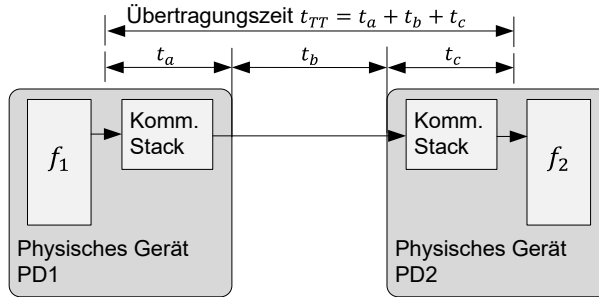 Übertragungszeit t_TT = t_a + t_b + t_c
t_a
t_b
t_c
f_1
Komm.
Stack
Komm.
Stack
f_2
Physisches Gerät
PD1
Physisches Gerät
PD2